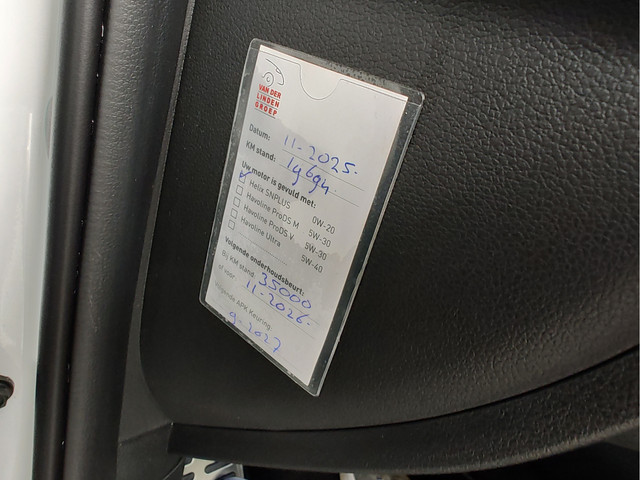 VAN DER
LINDEN
GROEP
Datum: 11-2025.
KM stand: 19694.
Uw motor is gevuld met:
Helix SNPLUS 0W-20
Havoline ProDS M 5W-30
Havoline ProDS V 5W-30
Havoline Ultra 5W-40
Volgende onderhoudsbeurt:
Bij KM stand: 35000
of voor: 11-2026.
Volgende APK Keuring:
9-2027